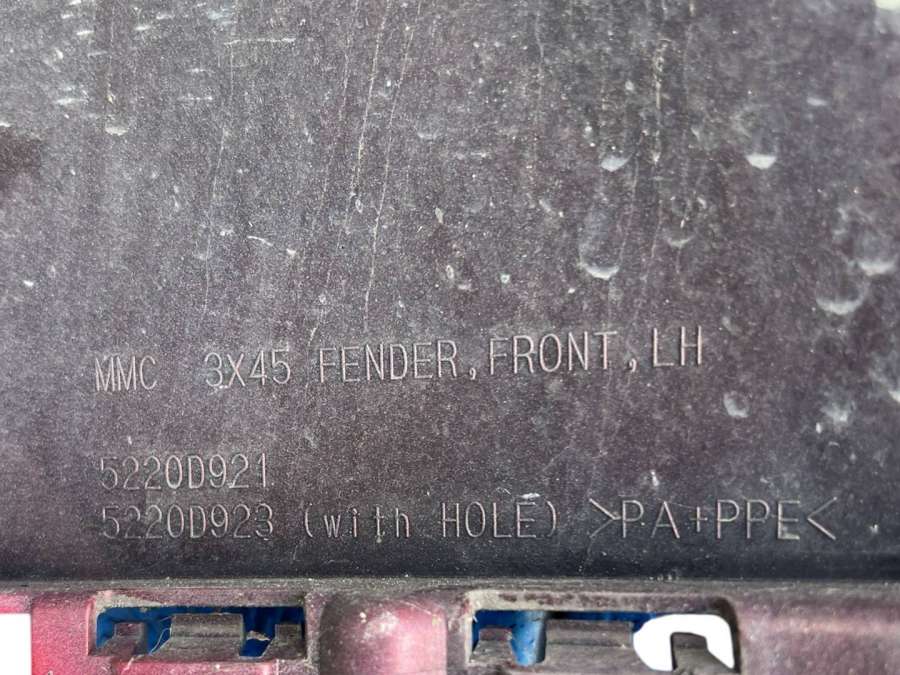 MMC 3X45 FENDER,FRONT,LH
5220D921
5220D923 (with HOLE) >PA+PPE<